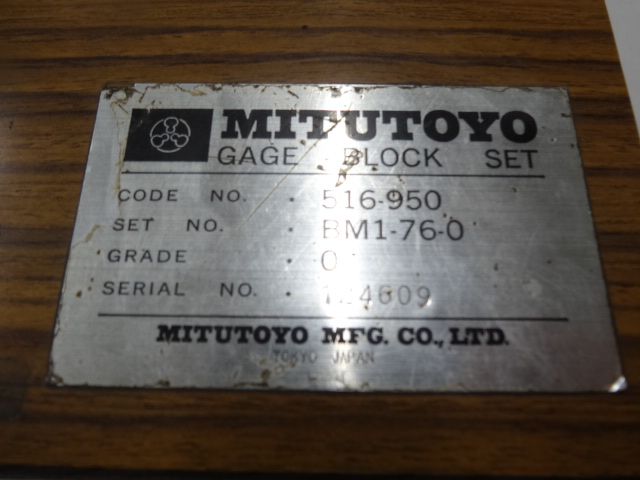 MITUTOYO
GAGE BLOCK SET
CODE NO. · 516-950
SET NO. · BM1-76-0
GRADE · 0
SERIAL NO. ·
MITUTOYO MFG. CO., LTD.
TOKYO JAPAN